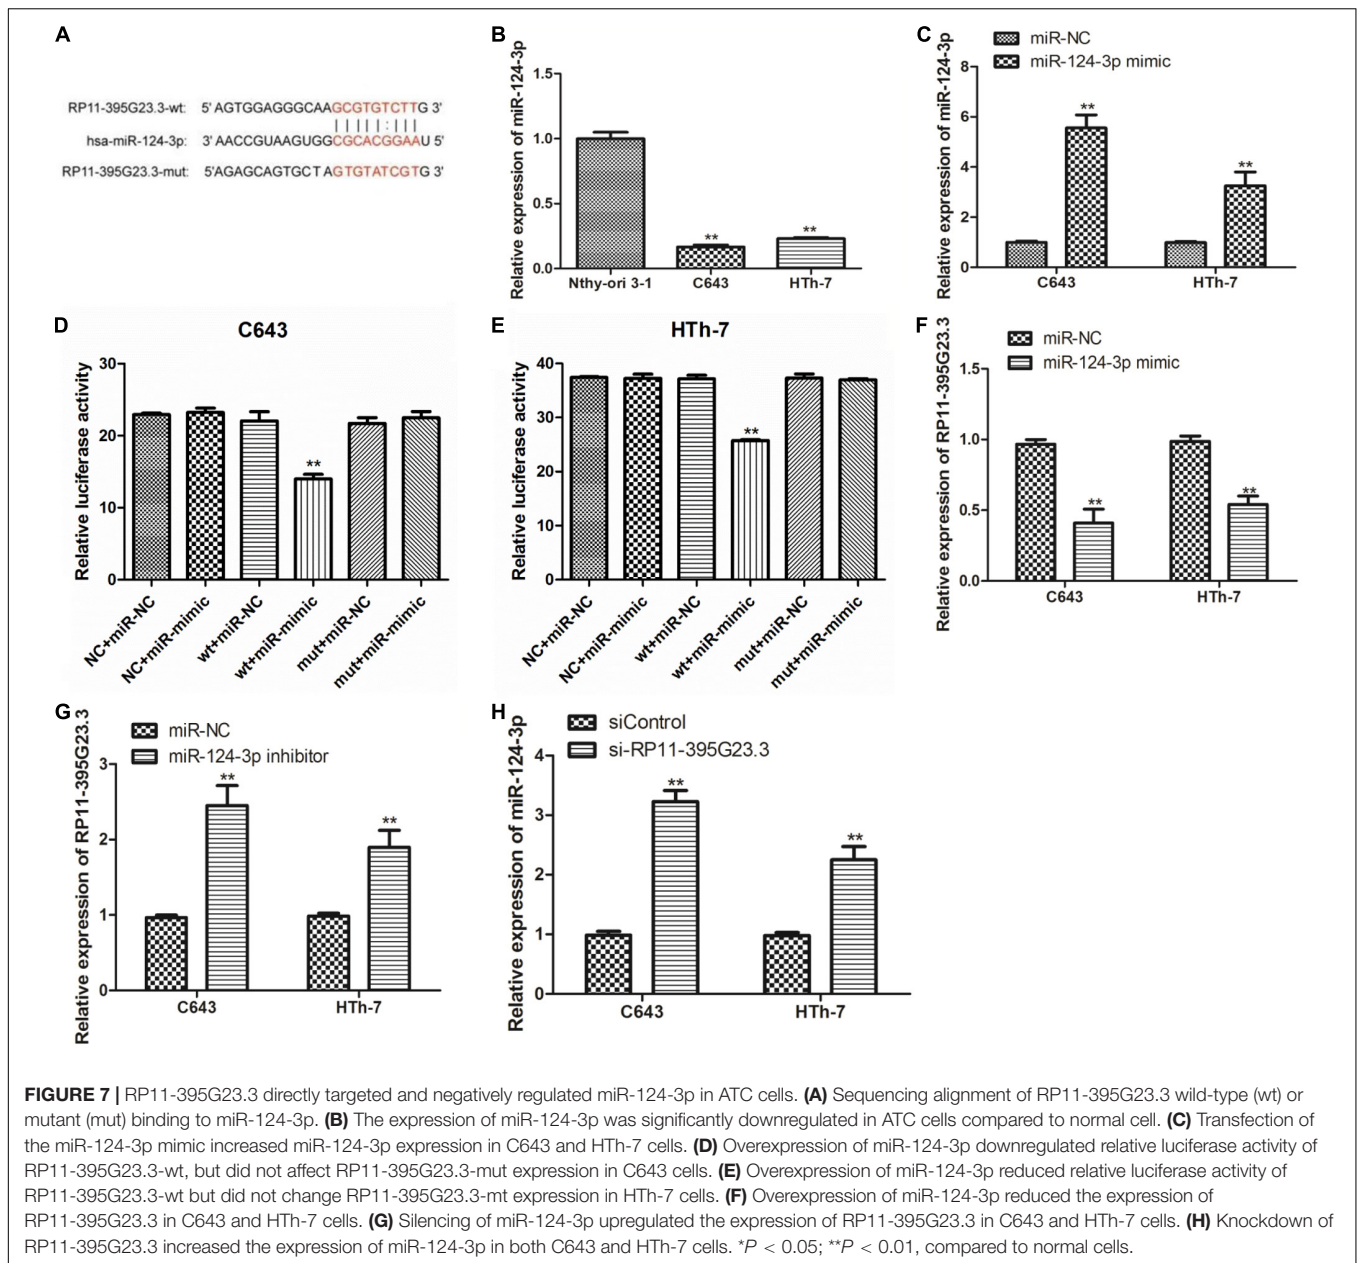 A
RP11-395G23.3-wt: 5' AGTGGAGGGCAAGCGTGTCTTG 3'
hsa-miR-124-3p: 3' AACCGUAAGUGGCGCACGGAAU 5'
RP11-395G23.3-mut: 5'AGAGCAGTGCTAGTGTATCGTG 3'
B
Relative expression of miR-124-3p
1.5
1.0
0.5
0.0
** **
Nthy-ori 3-1 C643 HTh-7
C
miR-NC
miR-124-3p mimic
Relative expression of miR-124-3p
8
6
4
2
0
** **
C643 HTh-7
D
C643
Relative luciferase activity
30
20
10
0
**
NC+miR-NC
NC+miR-mimic
wt+miR-NC
wt+miR-mimic
mut+miR-NC
mut+miR-mimic
E
HTh-7
Relative luciferase activity
40
30
20
10
0
**
NC+miR-NC
NC+miR-mimic
wt+miR-NC
wt+miR-mimic
mut+miR-NC
mut+miR-mimic
F
miR-NC
miR-124-3p mimic
Relative expression of RP11-395G23.3
1.5
1.0
0.5
0.0
** **
C643 HTh-7
G
miR-NC
miR-124-3p inhibitor
Relative expression of RP11-395G23.3
3
2
1
0
** **
C643 HTh-7
H
siControl
si-RP11-395G23.3
Relative expression of miR-124-3p
4
3
2
1
0
** **
C643 HTh-7
FIGURE 7 | RP11-395G23.3 directly targeted and negatively regulated miR-124-3p in ATC cells. (A) Sequencing alignment of RP11-395G23.3 wild-type (wt) or
mutant (mut) binding to miR-124-3p. (B) The expression of miR-124-3p was significantly downregulated in ATC cells compared to normal cell. (C) Transfection of
the miR-124-3p mimic increased miR-124-3p expression in C643 and HTh-7 cells. (D) Overexpression of miR-124-3p downregulated relative luciferase activity of
RP11-395G23.3-wt, but did not affect RP11-395G23.3-mut expression in C643 cells. (E) Overexpression of miR-124-3p reduced relative luciferase activity of
RP11-395G23.3-wt but did not change RP11-395G23.3-mt expression in HTh-7 cells. (F) Overexpression of miR-124-3p reduced the expression of
RP11-395G23.3 in C643 and HTh-7 cells. (G) Silencing of miR-124-3p upregulated the expression of RP11-395G23.3 in C643 and HTh-7 cells. (H) Knockdown of
RP11-395G23.3 increased the expression of miR-124-3p in both C643 and HTh-7 cells. *P < 0.05; **P < 0.01, compared to normal cells.